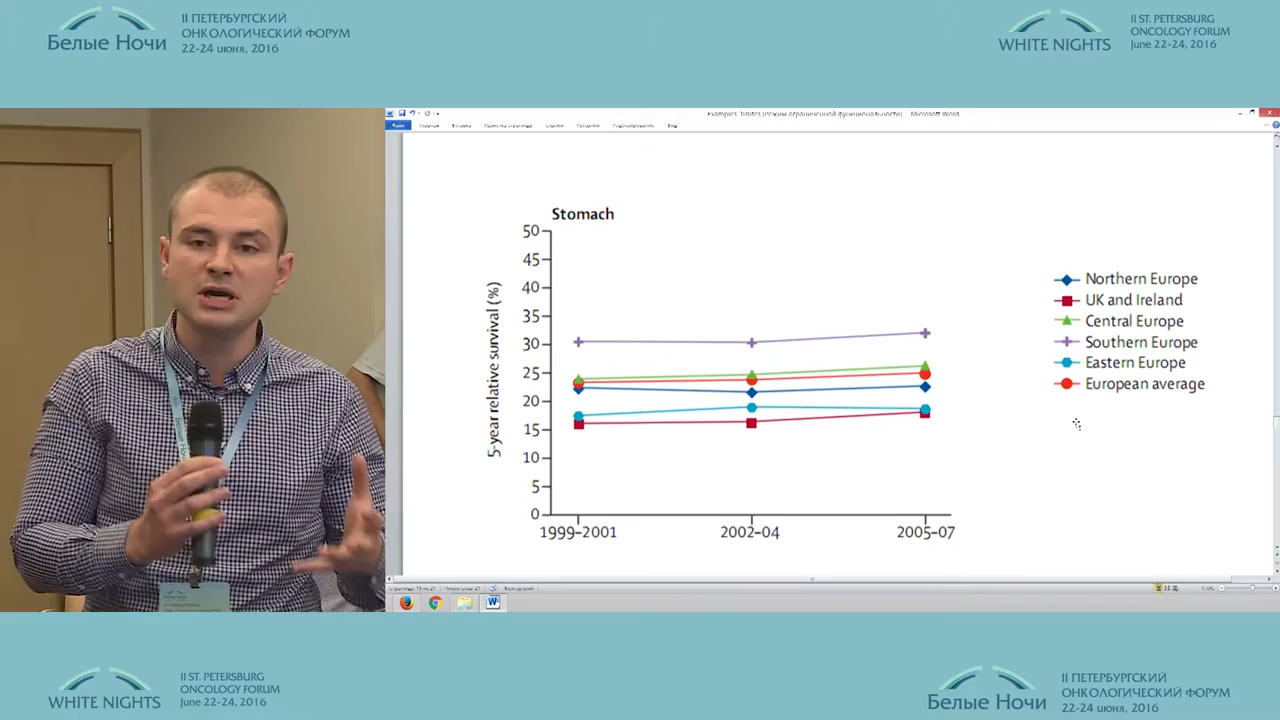 Белые Ночи
II ПЕТЕРБУРГСКИЙ
ОНКОЛОГИЧЕСКИЙ ФОРУМ
22-24 июня, 2016
WHITE NIGHTS
II ST. PETERSBURG
ONCOLOGY FORUM
June 22-24, 2016
Microsoft Word
Stomach
5-year relative survival (%)
50
45
40
35
30
25
20
15
10
5
0
1999-2001
2002-04
2005-07
Northern Europe
UK and Ireland
Central Europe
Southern Europe
Eastern Europe
European average
WHITE NIGHTS
II ST. PETERSBURG
ONCOLOGY FORUM
June 22-24, 2016
Белые Ночи
II ПЕТЕРБУРГСКИЙ
ОНКОЛОГИЧЕСКИЙ ФОРУМ
22-24 июня, 2016